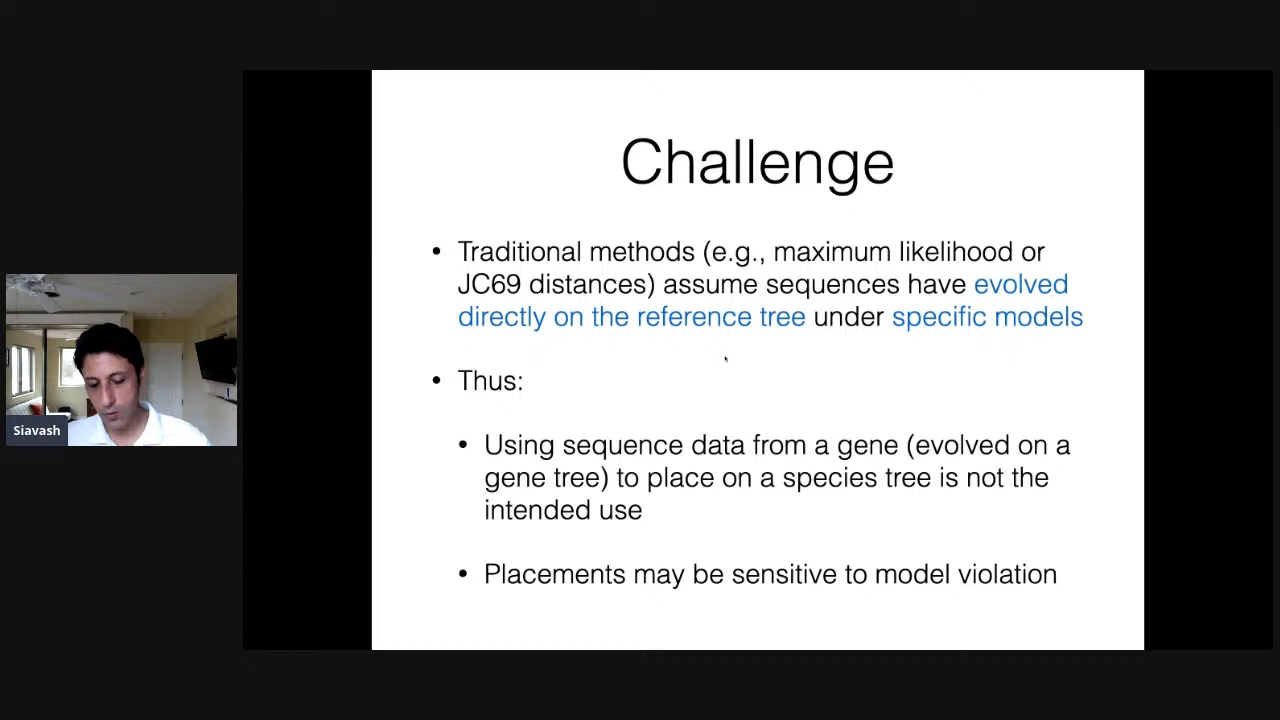 Challenge
• Traditional methods (e.g., maximum likelihood or
JC69 distances) assume sequences have evolved
directly on the reference tree under specific models
• Thus:
• Using sequence data from a gene (evolved on a
gene tree) to place on a species tree is not the
intended use
• Placements may be sensitive to model violation
Siavash